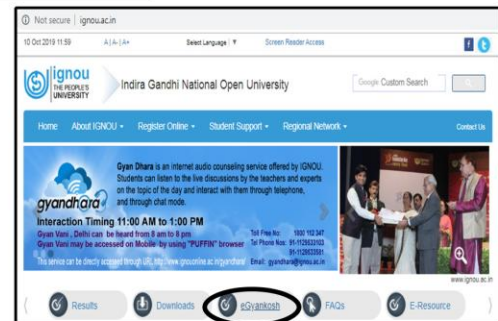 Not secure | ignou.ac.in
10 Oct 2019 11:59 A | A- | A+ Select Language | ▼ Screen Reader Access
ignou
THE PEOPLE'S
UNIVERSITY
Indira Gandhi National Open University
Google Custom Search
Home About IGNOU Register Online Student Support Regional Network Contact Us
Gyan Dhara is an internet audio counseling service offered by IGNOU.
Students can listen to the live discussions by the teachers and experts
on the topic of the day and interact with them through telephone,
and through chat mode.
gyandhara
Interaction Timing 11:00 AM to 1:00 PM
Gyan Vani , Delhi can be heard from 8 am to 8 pm
Gyan Vani may be accessed on Mobile by using "PUFFIN" browser
Toll Free No: 1800 112 347
Tel Phone Nos: 91-1129533103
91-1129533581
This service can be directly accessed through URL http://www.ignouonline.ac.in/gyandhara/ Email: gyandhara@ignou.ac.in
www.ignou.ac.in
Results Downloads eGyankosh FAQs E-Resource